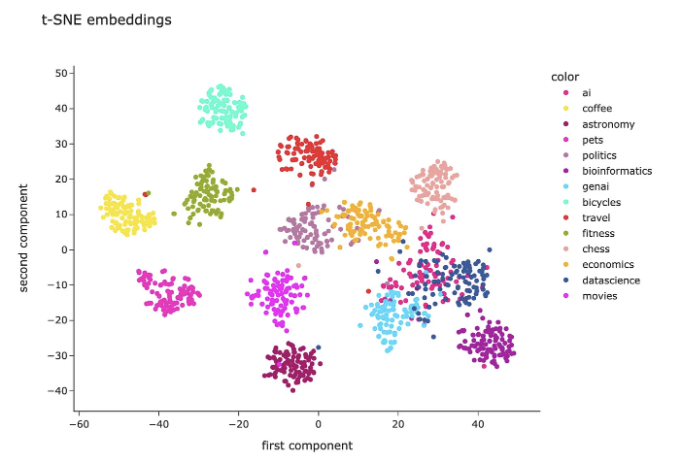 t-SNE embeddings
color
ai
coffee
astronomy
pets
politics
bioinformatics
genai
bicycles
travel
fitness
chess
economics
datascience
movies
second component
50
40
30
20
10
0
−10
−20
−30
−40
−60
−40
−20
0
20
40
first component